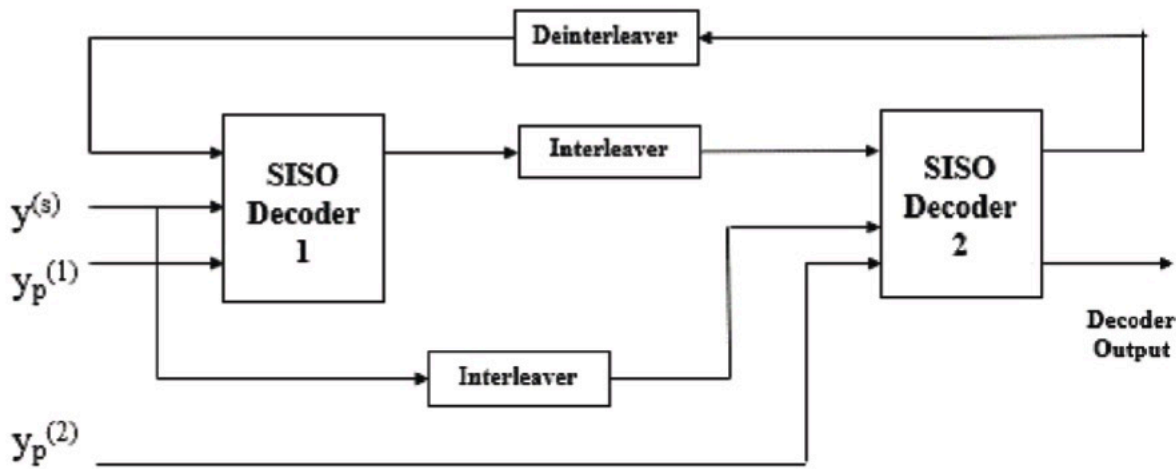 Deinterleaver
Interleaver
SISO
Decoder
1
SISO
Decoder
2
y(s)
yp(1)
Decoder
Output
Interleaver
yp(2)